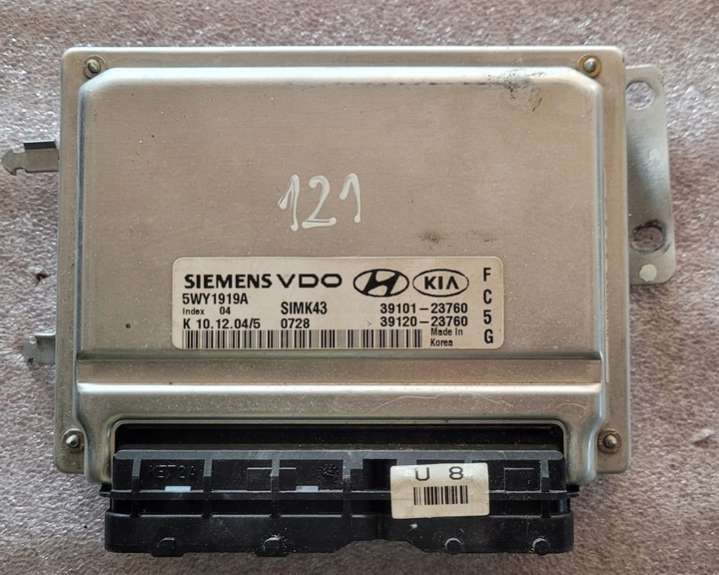 121
SIEMENS VDO KIA
5WY1919A
Index 04 SIMK43 39101-23760
K 10.12.04/5 0728 39120-23760
Made in
Korea
F
C
5
G
U 8